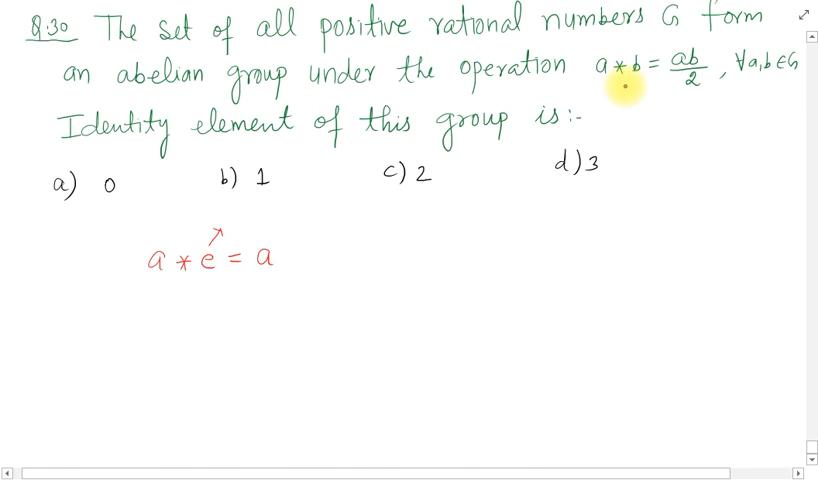 Q.30 The set of all positive rational numbers G form
an abelian group under the operation a * b = ab/2, ∀a,b∈G
Identity element of this group is:-
a) 0 b) 1 c) 2 d) 3
a * e = a